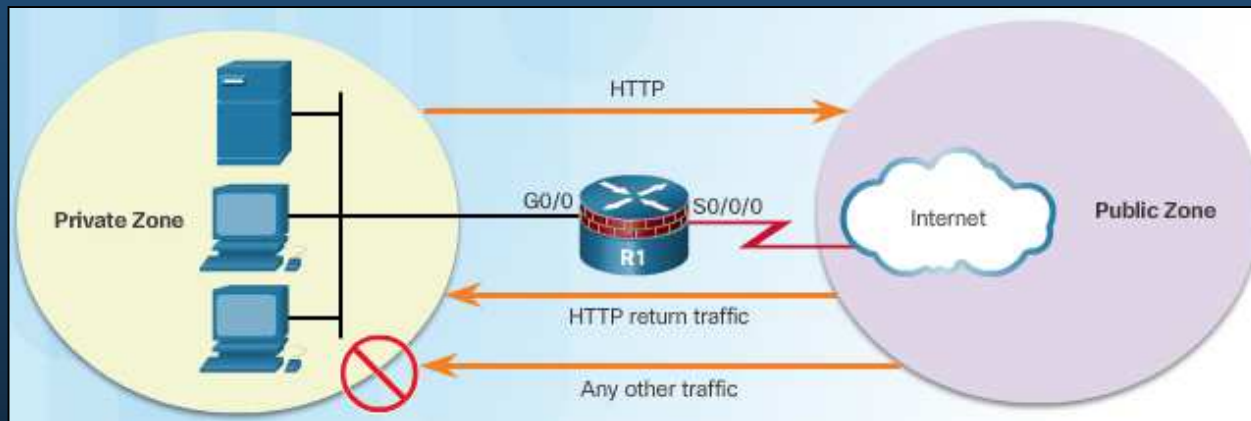 HTTP
Private Zone
G0/0
S0/0/0
R1
Internet
Public Zone
HTTP return traffic
Any other traffic